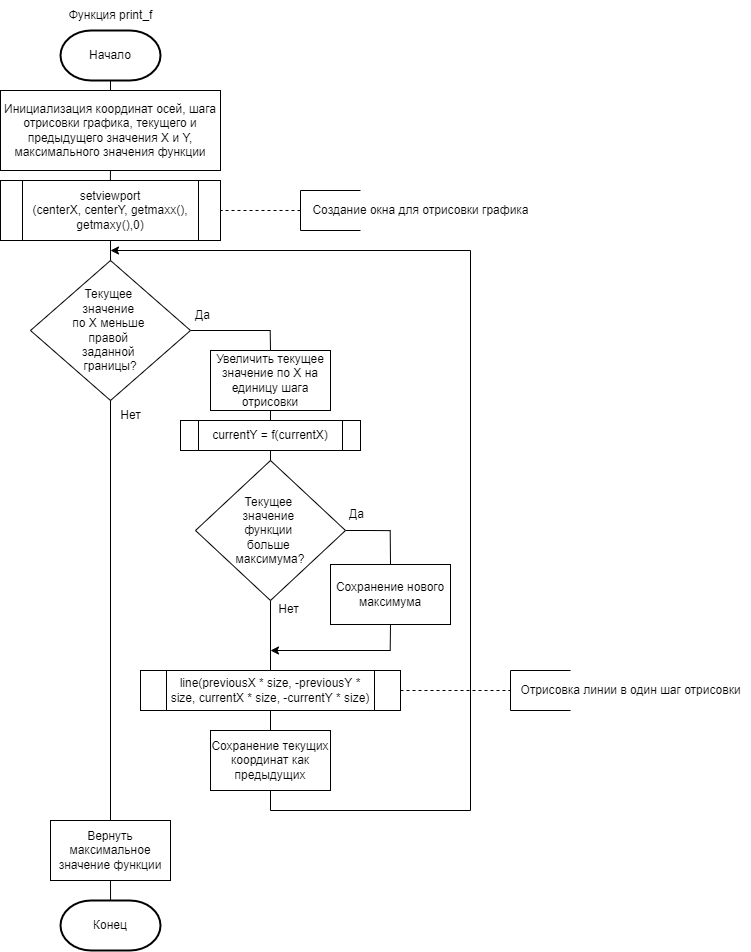 Функция print_f
Начало
Инициализация координат осей, шага
отрисовки графика, текущего и
предыдущего значения X и Y,
максимального значения функции
setviewport
(centerX, centerY, getmaxx(),
getmaxy(),0)
Создание окна для отрисовки графика
Текущее
значение
по X меньше
правой
заданной
границы?
Да
Нет
Увеличить текущее
значение по X на
единицу шага
отрисовки
currentY = f(currentX)
Текущее
значение
функции
больше
максимума?
Да
Сохранение нового
максимума
Нет
line(previousX * size, -previousY *
size, currentX * size, -currentY * size)
Отрисовка линии в один шаг отрисовки
Сохранение текущих
координат как
предыдущих
Вернуть
максимальное
значение функции
Конец